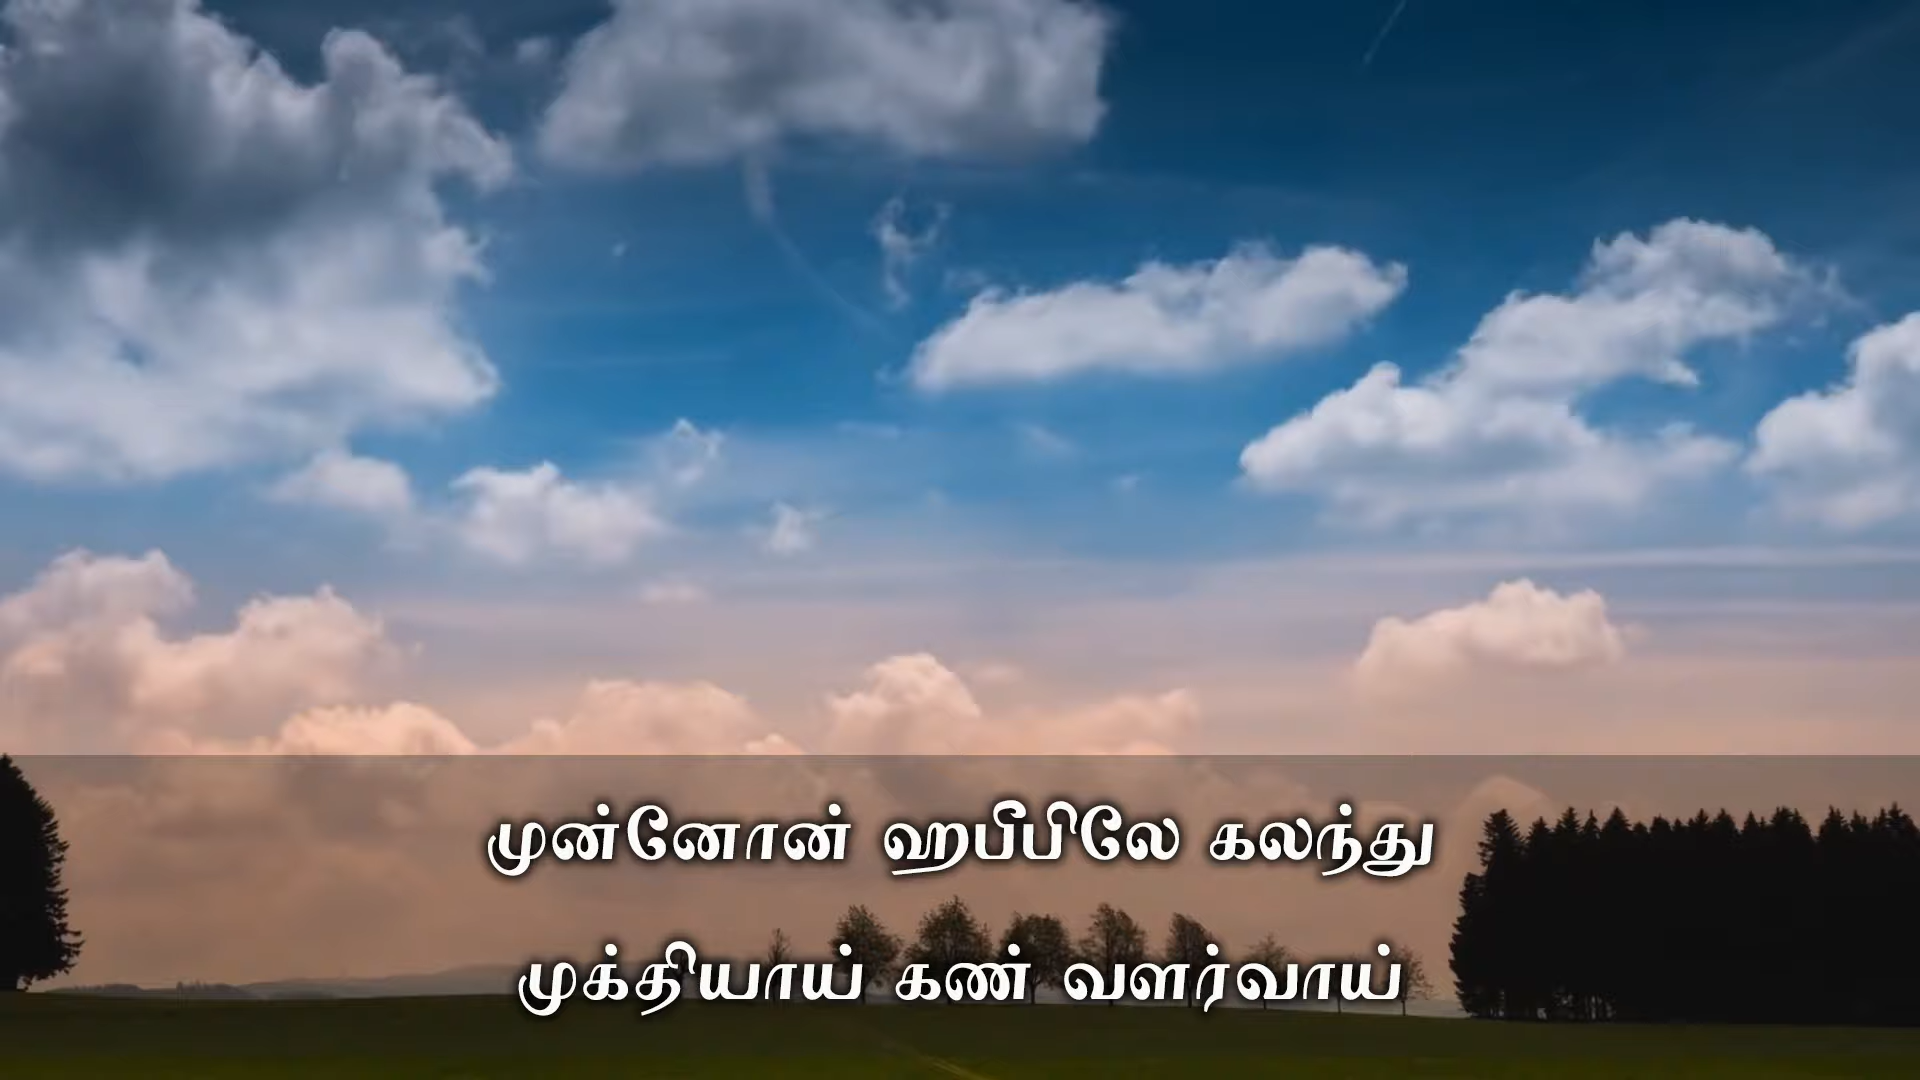 முன்னோன் ஹபீபிலே கலந்து
முக்தியாய் கண் வளர்வாய்